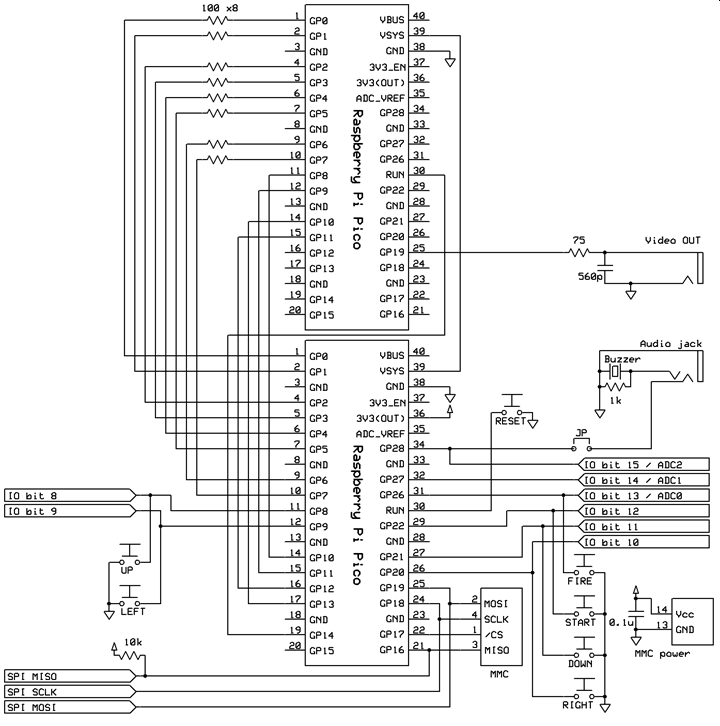 100 x8
1 GP0 VBUS 40
2 GP1 VSYS 39
3 GND GND 38
4 GP2 3V3_EN 37
5 GP3 3V3(OUT) 36
6 GP4 ADC_VREF 35
7 GP5 GP28 34
8 GND GND 33
9 GP6 GP27 32
10 GP7 GP26 31
11 GP8 RUN 30
12 GP9 GP22 29
13 GND GND 28
14 GP10 GP21 27
15 GP11 GP20 26
16 GP12 GP19 25
17 GP13 GP18 24
18 GND GND 23
19 GP14 GP17 22
20 GP15 GP16 21
Raspberry Pi Pico
75
Video OUT
560p
1 GP0 VBUS 40
2 GP1 VSYS 39
3 GND GND 38
4 GP2 3V3_EN 37
5 GP3 3V3(OUT) 36
6 GP4 ADC_VREF 35
7 GP5 GP28 34
8 GND GND 33
9 GP6 GP27 32
10 GP7 GP26 31
11 GP8 RUN 30
12 GP9 GP22 29
13 GND GND 28
14 GP10 GP21 27
15 GP11 GP20 26
16 GP12 GP19 25
17 GP13 GP18 24
18 GND GND 23
19 GP14 GP17 22
20 GP15 GP16 21
Raspberry Pi Pico
Audio jack
Buzzer
1k
RESET
JP
IO bit 15 / ADC2
IO bit 14 / ADC1
IO bit 13 / ADC0
IO bit 12
IO bit 11
IO bit 10
IO bit 8
IO bit 9
UP
LEFT
10k
SPI MISO
SPI SCLK
SPI MOSI
2 MOSI
4 SCLK
1 /CS
3 MISO
MMC
FIRE
START
DOWN
RIGHT
0.1u
14 Vcc
13 GND
MMC power